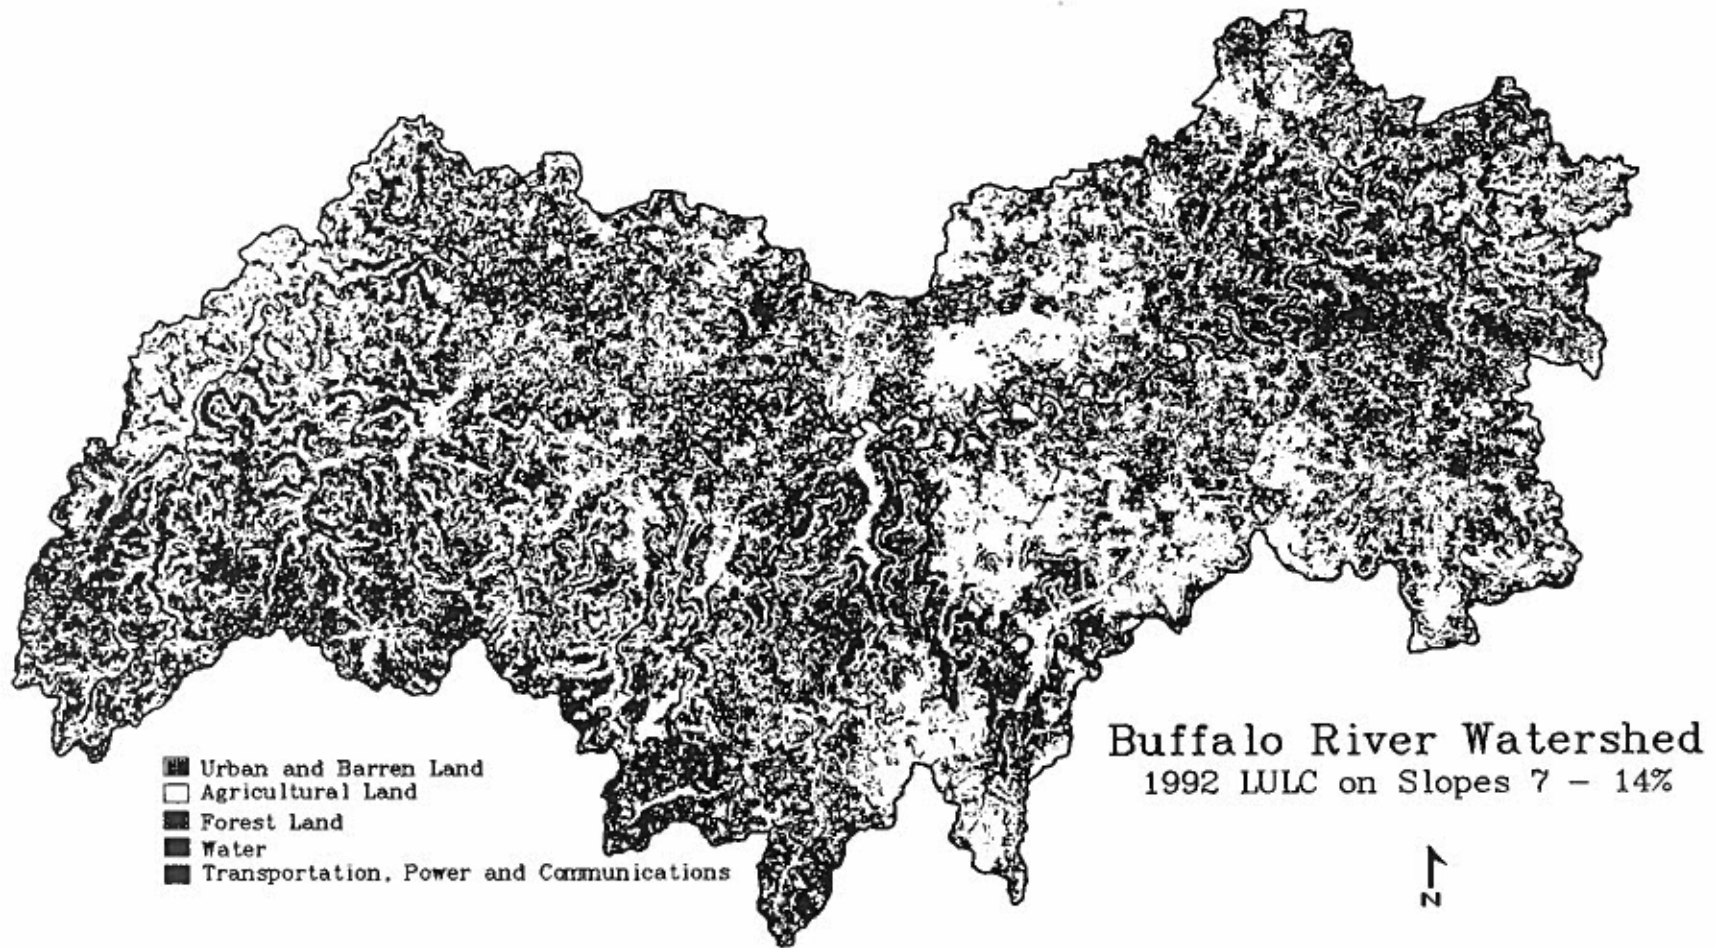 Urban and Barren Land
Agricultural Land
Forest Land
Water
Transportation, Power and Communications
Buffalo River Watershed
1992 LULC on Slopes 7 - 14%
N